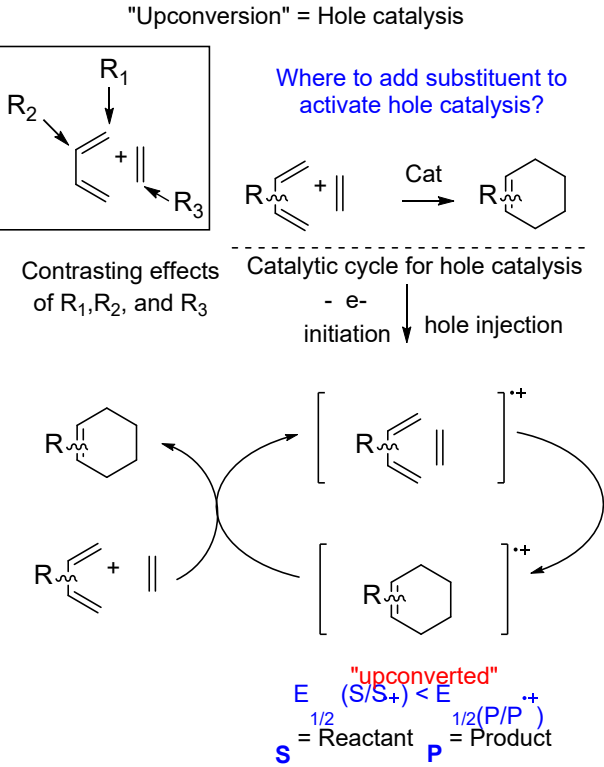 "Upconversion" = Hole catalysis
R1
R2
+
R3
Where to add substituent to
activate hole catalysis?
R
+
Cat
R
Contrasting effects
of R1,R2, and R3
Catalytic cycle for hole catalysis
- e-
initiation
hole injection
R
R
•+
R
+
R
•+
"upconverted"
E1/2 (S/S+) < E1/2(P/P•+)
S = Reactant P = Product